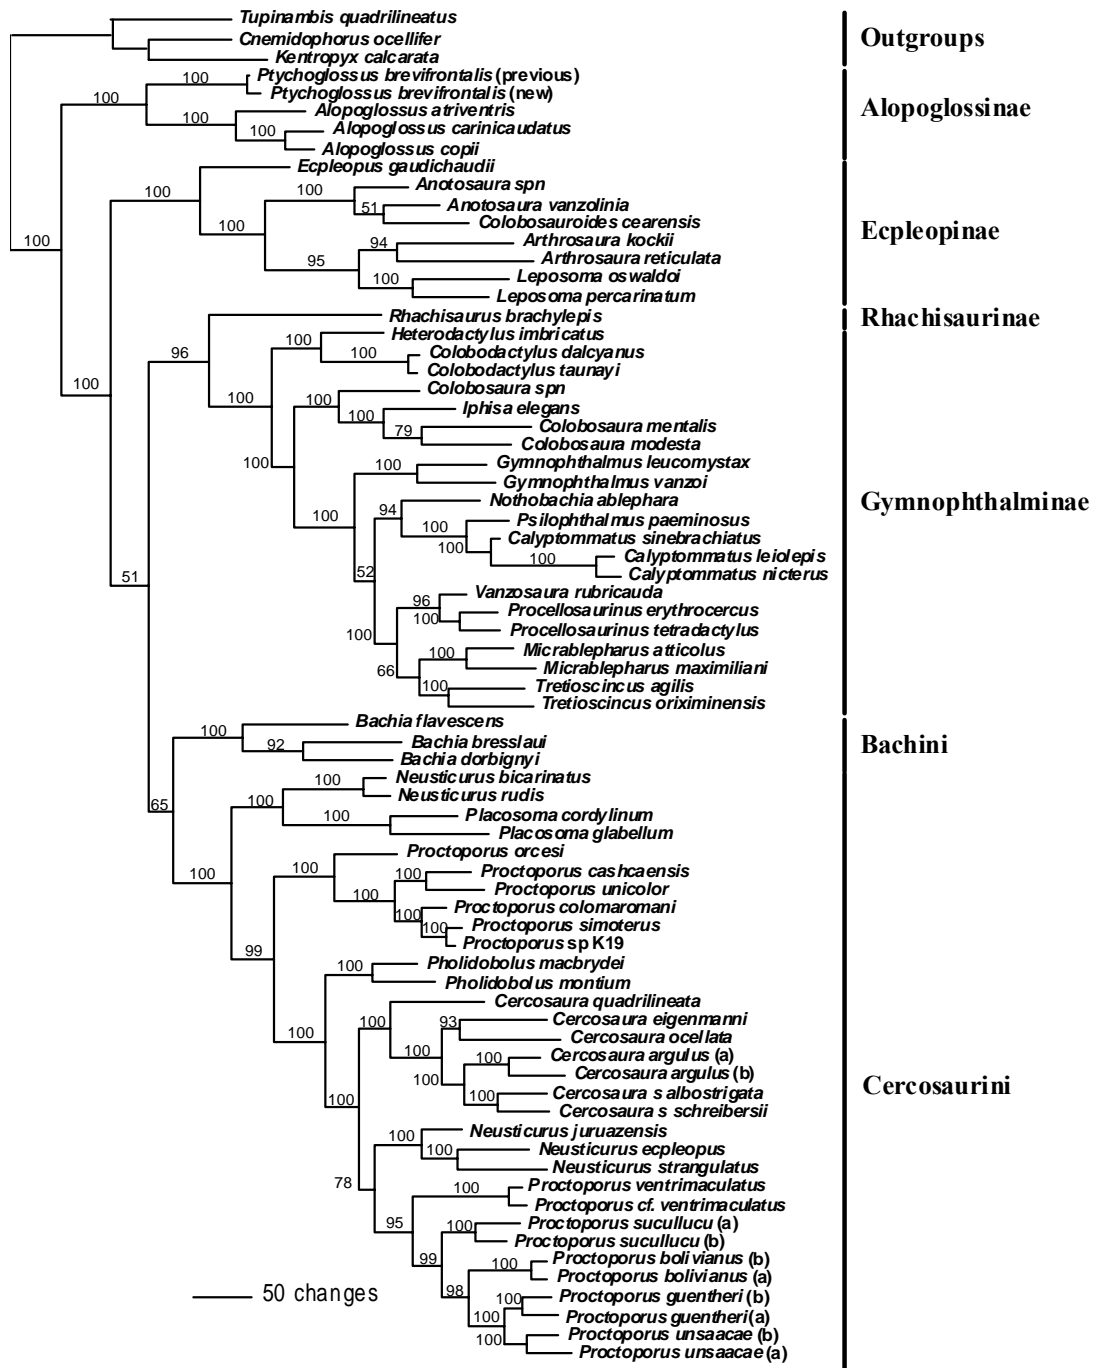 Tupinambis quadrilineatus
Cnemidophorus ocellifer
Outgroups
Kentropyx calcarata
100
Ptychoglossus brevifrontalis (previous)
100
Ptychoglossus brevifrontalis (new)
Alopoglossinae
100
Alopoglossus atriventris
100
Alopoglossus carinicaudatus
Alopoglossus copii
Ecpleopus gaudichaudii
100
100
Anotosaura spn
51
Anotosaura vanzolinia
100
Colobosauroides cearensis
Ecpleopinae
100
94
Arthrosaura kockii
95
Arthrosaura reticulata
100
Leposoma oswaldoi
Leposoma percarinatum
Rhachisaurus brachylepis
Rhachisaurinae
100
Heterodactylus imbricatus
96
100
Colobodactylus dalcyanus
Colobodactylus taunayi
100
100
100
Colobosaura spn
100
Iphisa elegans
79
Colobosaura mentalis
Colobosaura modesta
100
100
Gymnophthalmus leucomystax
Gymnophthalmus vanzoi
Gymnophthalminae
94
Nothobachia ablephara
100
100
Psilophthalmus paeminosus
100
Calyptommatus sinebrachiatus
100
Calyptommatus leiolepis
52
Calyptommatus nicterus
51
96
Vanzosaura rubricauda
100
Procellosaurinus erythrocercus
100
Procellosaurinus tetradactylus
100
Micrablepharus atticolus
66
Micrablepharus maximiliani
100
Tretioscincus agilis
Tretioscincus oriximinensis
100
Bachia flavescens
92
Bachia bresslaui
Bachini
Bachia dorbignyi
100
Neusticurus bicarinatus
65
100
Neusticurus rudis
100
Placosoma cordylinum
Placosoma glabellum
100
Proctoporus orcesi
100
100
100
Proctoporus cashcaensis
Proctoporus unicolor
100
Proctoporus colomaromani
100
Proctoporus simoterus
99
Proctoporus sp K19
100
Pholidobolus macbrydei
Pholidobolus montium
100
100
Cercosaura quadrilineata
93
Cercosaura eigenmanni
100
Cercosaura ocellata
100
Cercosaura argulus (a)
100
Cercosaura argulus (b)
Cercosaurini
100
100
Cercosaura s albostrigata
Cercosaura s schreibersii
100
Neusticurus juruazensis
100
Neusticurus ecpleopus
Neusticurus strangulatus
78
100
Proctoporus ventrimaculatus
Proctoporus cf. ventrimaculatus
95
100
Proctoporus sucullucu (a)
Proctoporus sucullucu (b)
99
100
Proctoporus bolivianus (b)
Proctoporus bolivianus (a)
50 changes
98
100
Proctoporus guentheri (b)
100
Proctoporus guentheri (a)
100
Proctoporus unsaacae (b)
Proctoporus unsaacae (a)